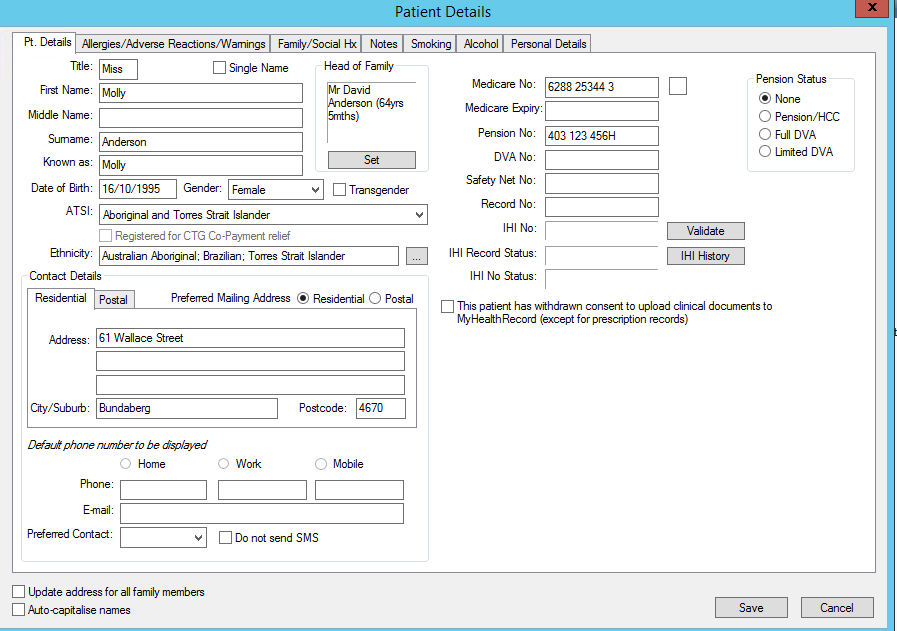 Patient Details
x
Pt. Details Allergies/Adverse Reactions/Warnings Family/Social Hx Notes Smoking Alcohol Personal Details
Title: Miss Single Name
First Name: Molly
Middle Name:
Surname: Anderson
Known as: Molly
Head of Family
Mr David
Anderson (64yrs
5mths)
Set
Date of Birth: 16/10/1995 Gender: Female Transgender
ATSI: Aboriginal and Torres Strait Islander
Registered for CTG Co-Payment relief
Ethnicity: Australian Aboriginal; Brazilian; Torres Strait Islander ...
Contact Details
Residential Postal Preferred Mailing Address Residential Postal
Address: 61 Wallace Street
City/Suburb: Bundaberg Postcode: 4670
Default phone number to be displayed
Home Work Mobile
Phone:
E-mail:
Preferred Contact: Do not send SMS
Medicare No: 6288 25344 3
Medicare Expiry:
Pension No: 403 123 456H
DVA No:
Safety Net No:
Record No:
IHI No: Validate
IHI Record Status: IHI History
IHI No Status:
Pension Status
None
Pension/HCC
Full DVA
Limited DVA
This patient has withdrawn consent to upload clinical documents to
MyHealthRecord (except for prescription records)
Update address for all family members
Auto-capitalise names
Save Cancel